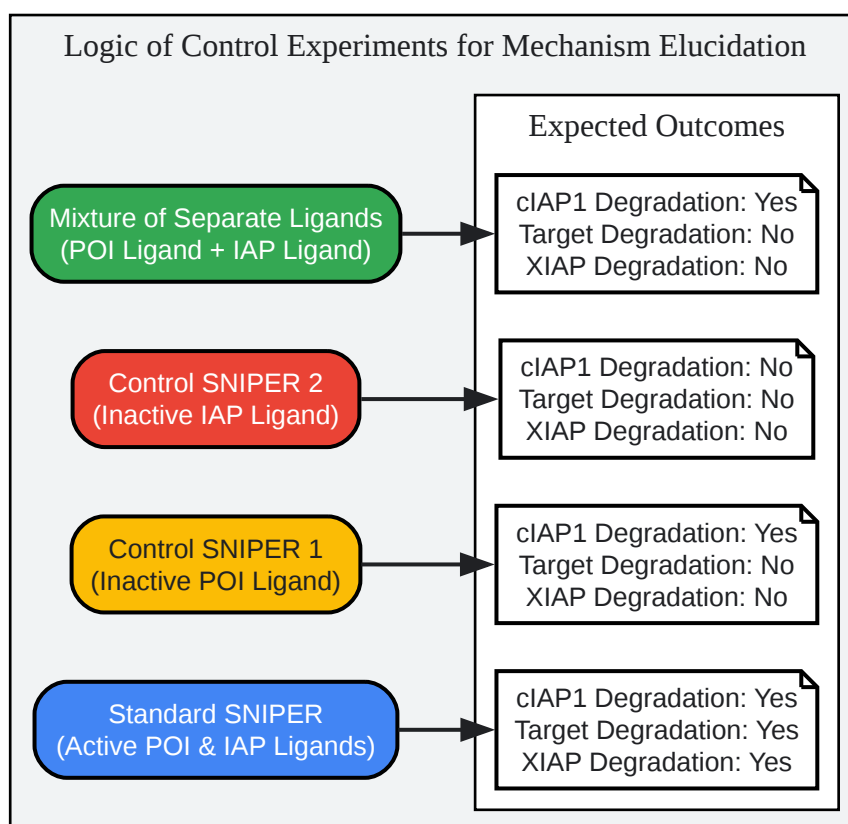 Logic of Control Experiments for Mechanism Elucidation
Expected Outcomes
Mixture of Separate Ligands
(POI Ligand + IAP Ligand)
cIAP1 Degradation: Yes
Target Degradation: No
XIAP Degradation: No
Control SNIPER 2
(Inactive IAP Ligand)
cIAP1 Degradation: No
Target Degradation: No
XIAP Degradation: No
Control SNIPER 1
(Inactive POI Ligand)
cIAP1 Degradation: Yes
Target Degradation: No
XIAP Degradation: No
Standard SNIPER
(Active POI & IAP Ligands)
cIAP1 Degradation: Yes
Target Degradation: Yes
XIAP Degradation: Yes